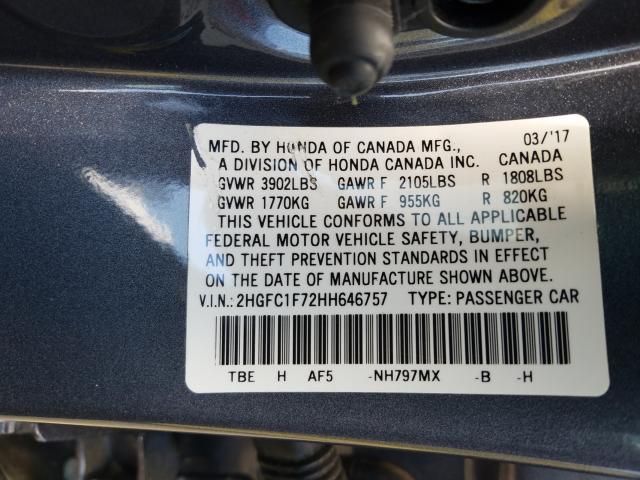 MFD. BY HONDA OF CANADA MFG., 03/'17
A DIVISION OF HONDA CANADA INC. CANADA
GVWR 3902LBS GAWR F 2105LBS R 1808LBS
GVWR 1770KG GAWR F 955KG R 820KG
THIS VEHICLE CONFORMS TO ALL APPLICABLE
FEDERAL MOTOR VEHICLE SAFETY, BUMPER,
AND THEFT PREVENTION STANDARDS IN EFFECT
ON THE DATE OF MANUFACTURE SHOWN ABOVE.
V.I.N.: 2HGFC1F72HH646757 TYPE: PASSENGER CAR
TBE H AF5 -NH797MX -B -H